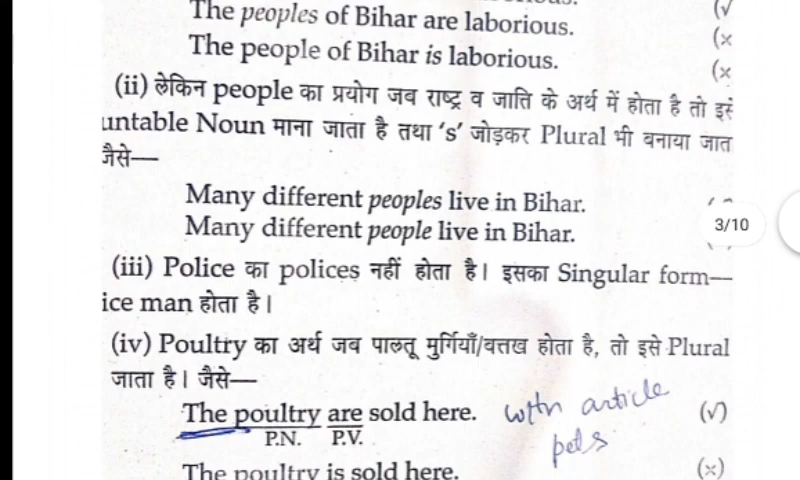 (√
The peoples of Bihar are laborious.
(×
The people of Bihar is laborious.
(×
(ii) लेकिन people का प्रयोग जब राष्ट्र व जाति के अर्थ में होता है तो इसे
untable Noun माना जाता है तथा ‘s’ जोड़कर Plural भी बनाया जात
जैसे—
Many different peoples live in Bihar.
Many different people live in Bihar.
3/10
(iii) Police का polices नहीं होता है। इसका Singular form—
ice man होता है।
(iv) Poultry का अर्थ जब पालतू मुर्गियाँ/बत्तख होता है, तो इसे Plural
जाता है। जैसे—
The poultry are sold here. with article (√)
P.N. P.V. pets
The poultry is sold here. (×)